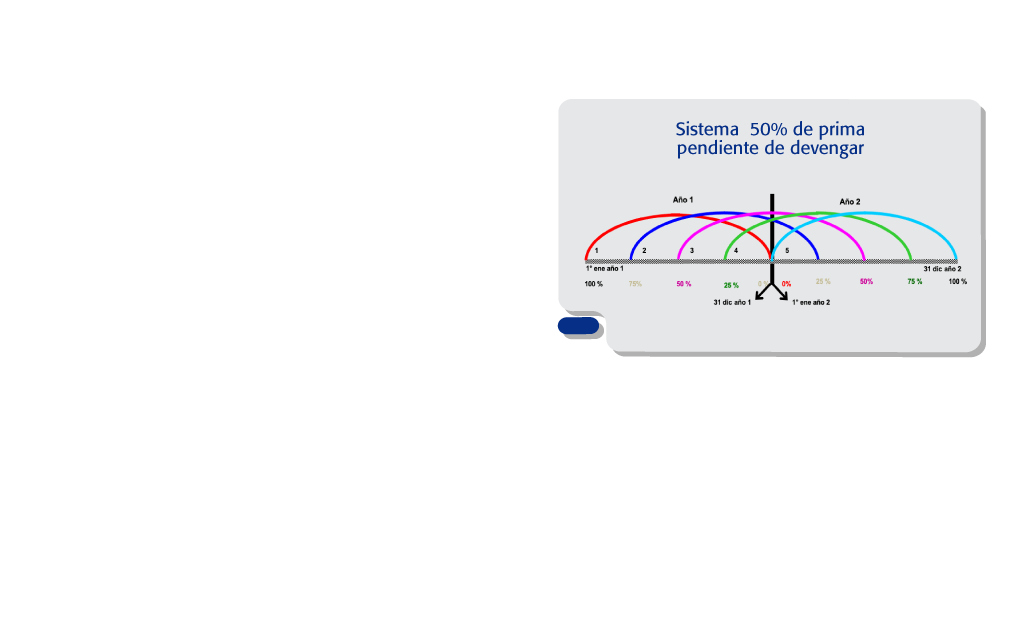 Sistema 50% de prima
pendiente de devengar
Año 1 Año 2
1 2 3 4 5
1º ene año 1 31 dic año 2
100 % 75% 50 % 25 % 0% 25 % 50% 75 % 100 %
31 dic año 1 1º ene año 2